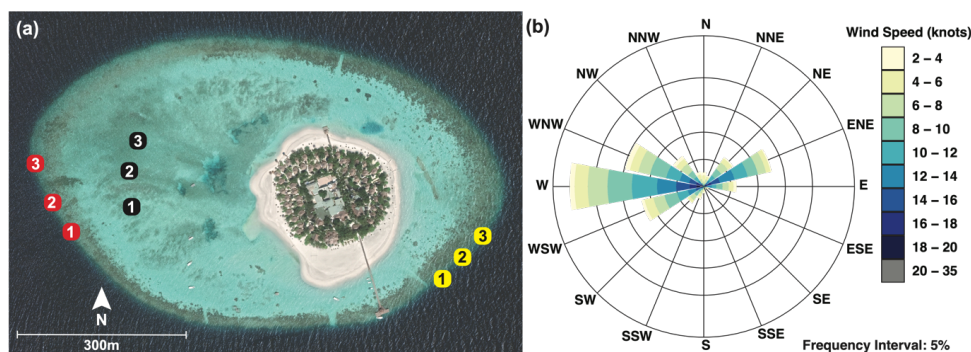 (a)
3
2
1
3
2
1
3
2
1
N
300m
(b)
N
NNW
NNE
NW
NE
WNW
ENE
W
E
WSW
ESE
SW
SE
SSW
SSE
S
Wind Speed (knots)
2 – 4
4 – 6
6 – 8
8 – 10
10 – 12
12 – 14
14 – 16
16 – 18
18 – 20
20 – 35
Frequency Interval: 5%